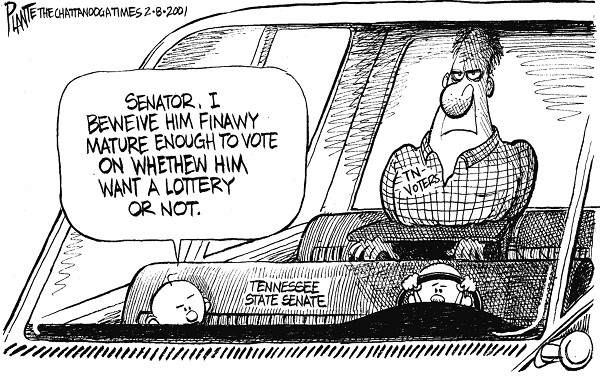 PLANTE THE CHATTANOOGA TIMES 2-8-2001
SENATOR, I
BEWEIVE HIM FINAWY
MATURE ENOUGH TO VOTE
ON WHETHEW HIM
WANT A LOTTERY
OR NOT.
TN-
VOTERS
TENNESSEE
STATE SENATE